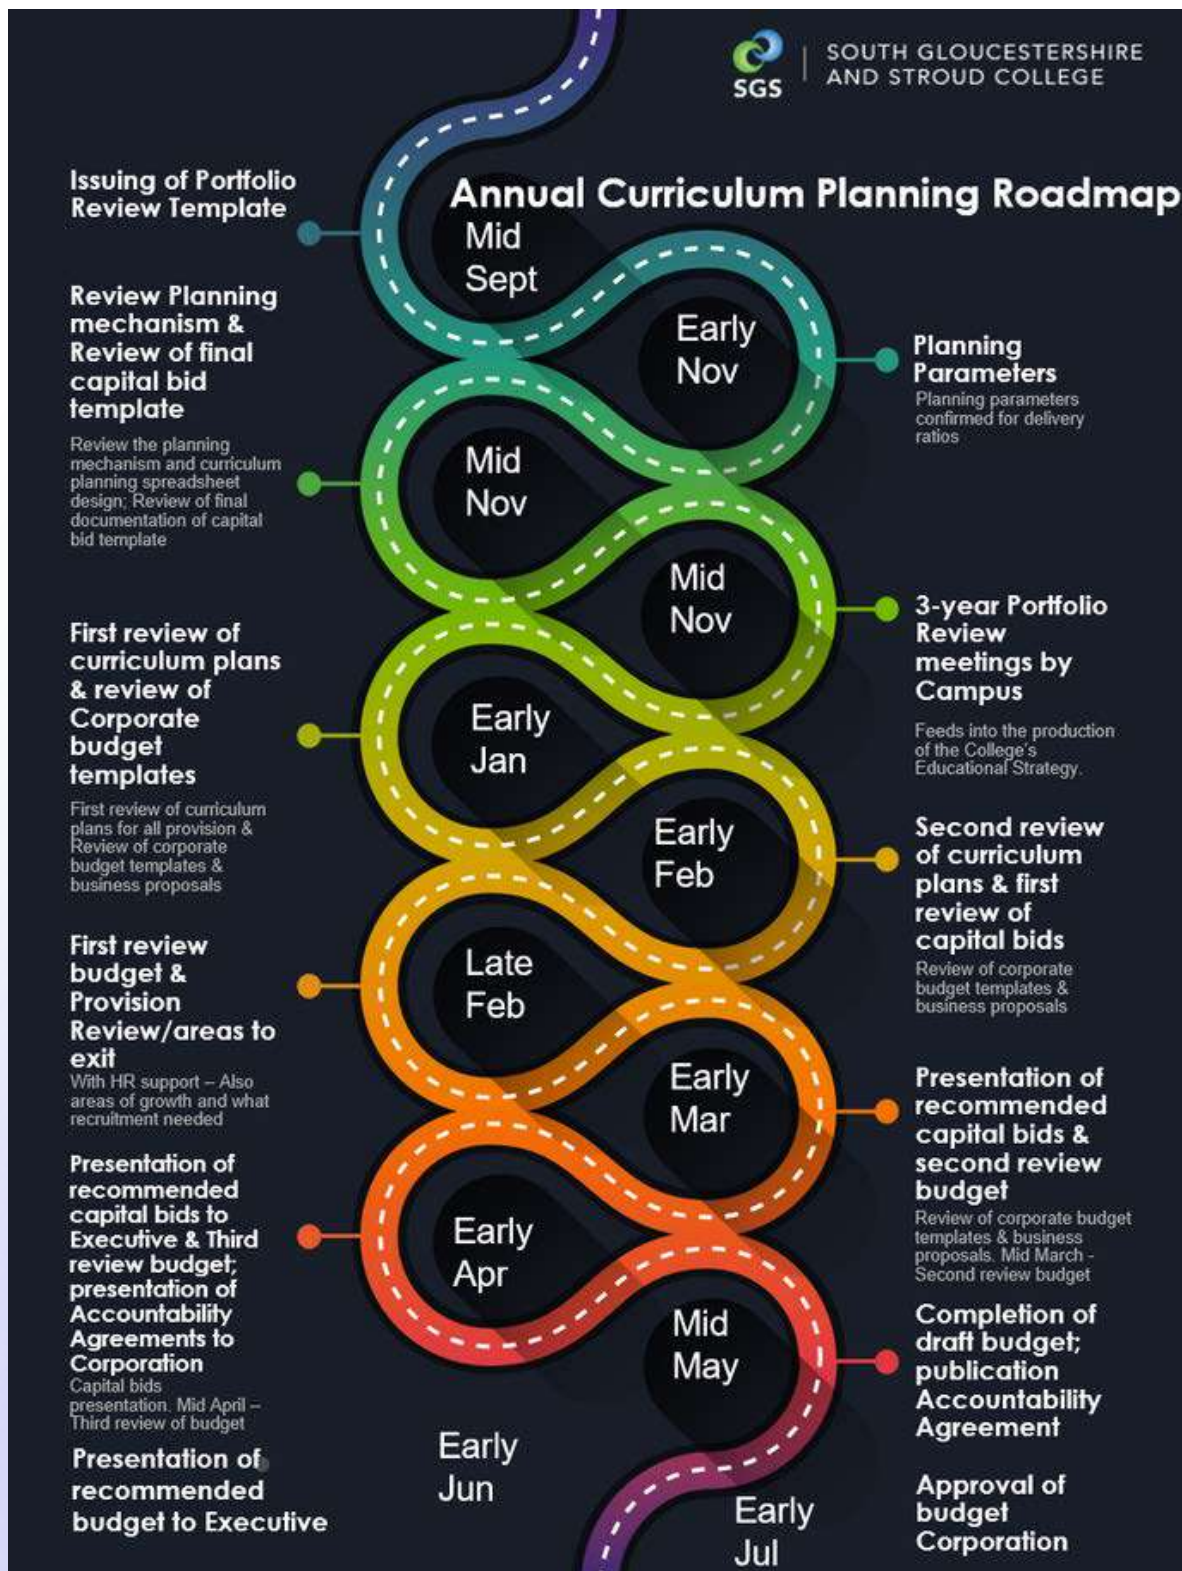 SGS
SOUTH GLOUCESTERSHIRE
AND STROUD COLLEGE
Annual Curriculum Planning Roadmap
Issuing of Portfolio
Review Template
Mid
Sept
Early
Nov
Planning
Parameters
Planning parameters
confirmed for delivery
ratios
Review Planning
mechanism &
Review of final
capital bid
template
Review the planning
mechanism and curriculum
planning spreadsheet
design; Review of final
documentation of capital
bid template
Mid
Nov
Mid
Nov
3-year Portfolio
Review
meetings by
Campus
Feeds into the production
of the College's
Educational Strategy.
First review of
curriculum plans
& review of
Corporate
budget
templates
First review of curriculum
plans for all provision &
Review of corporate
budget templates &
business proposals
Early
Jan
Early
Feb
Second review
of curriculum
plans & first
review of
capital bids
Review of corporate
budget templates &
business proposals
First review
budget &
Provision
Review/areas to
exit
With HR support – Also
areas of growth and what
recruitment needed
Late
Feb
Early
Mar
Presentation of
recommended
capital bids &
second review
budget
Review of corporate budget
templates & business
proposals. Mid March -
Second review budget
Presentation of
recommended
capital bids to
Executive & Third
review budget;
presentation of
Accountability
Agreements to
Corporation
Capital bids
presentation. Mid April –
Third review of budget
Early
Apr
Mid
May
Completion of
draft budget;
publication
Accountability
Agreement
Presentation of
recommended
budget to Executive
Early
Jun
Early
Jul
Approval of
budget
Corporation